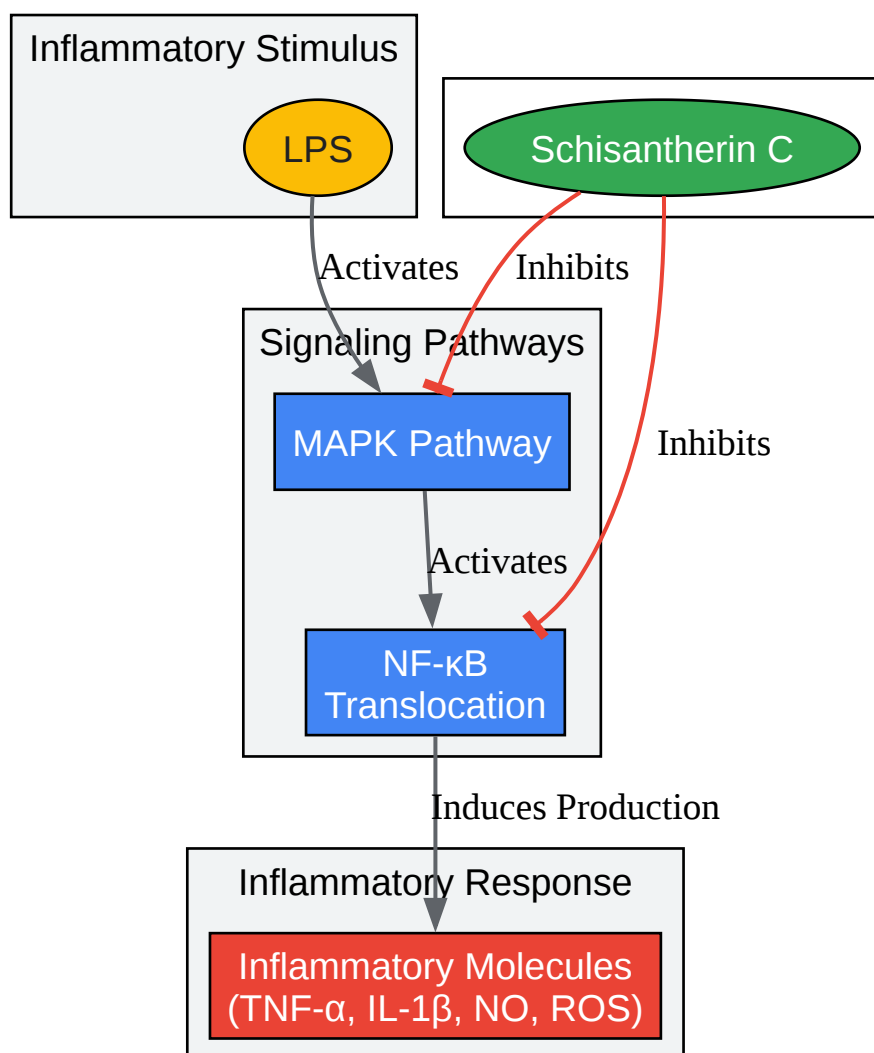 Inflammatory Stimulus
LPS
Schisantherin C
Activates
Inhibits
Signaling Pathways
MAPK Pathway
Inhibits
Activates
NF-κB
Translocation
Induces Production
Inflammatory Response
Inflammatory Molecules
(TNF-α, IL-1β, NO, ROS)